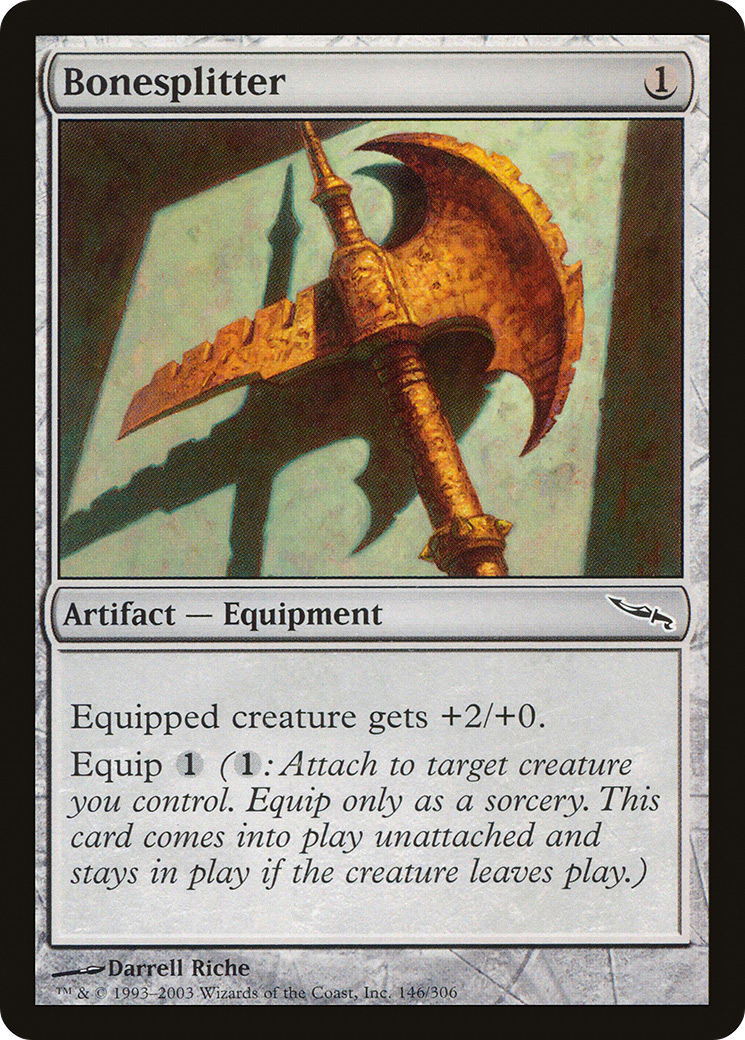 Bonesplitter
1
Artifact — Equipment
Equipped creature gets +2/+0.
Equip 1 (1: Attach to target creature
you control. Equip only as a sorcery. This
card comes into play unattached and
stays in play if the creature leaves play.)
Darrell Riche
™ & © 1993–2003 Wizards of the Coast, Inc. 146/306